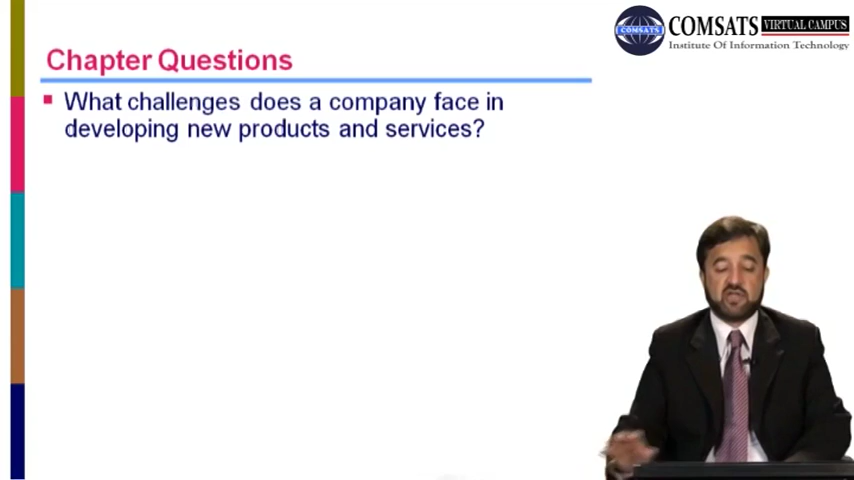 COMSATS VIRTUAL CAMPUS
COMSATS
Institute Of Information Technology
Chapter Questions
What challenges does a company face in
developing new products and services?